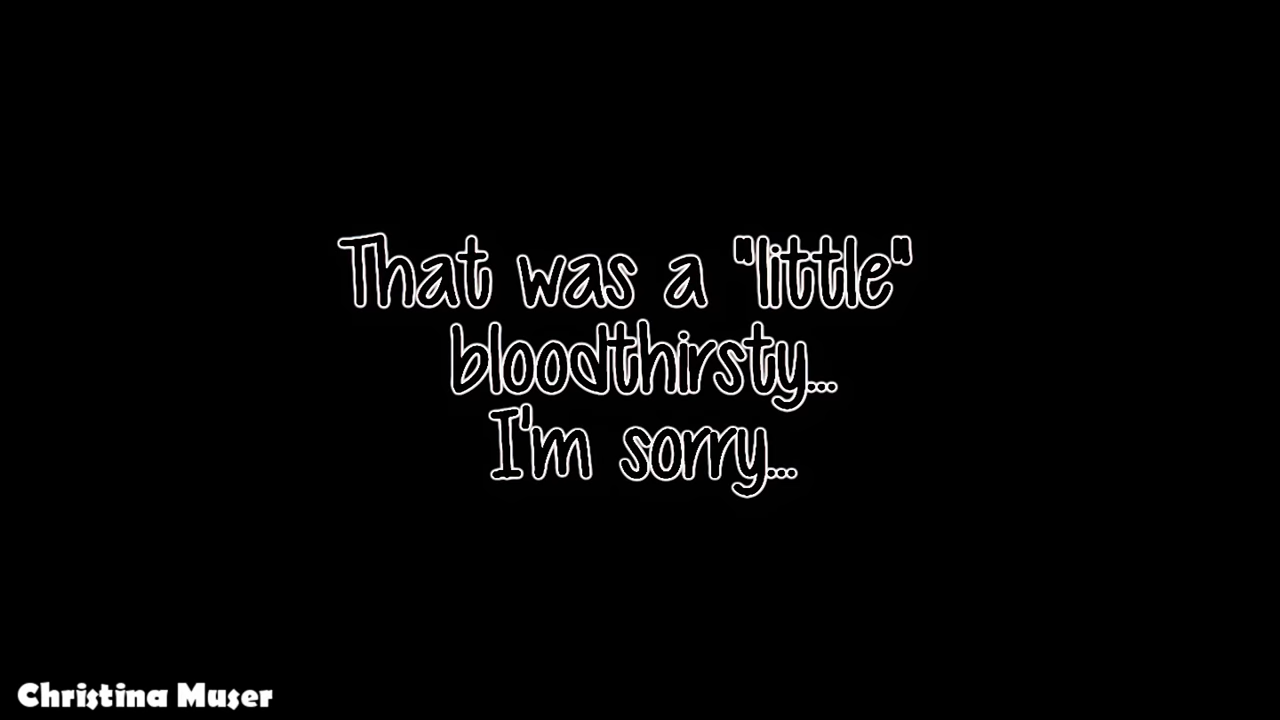 That was a "little"
bloodthirsty...
I'm sorry...
Christina Muser